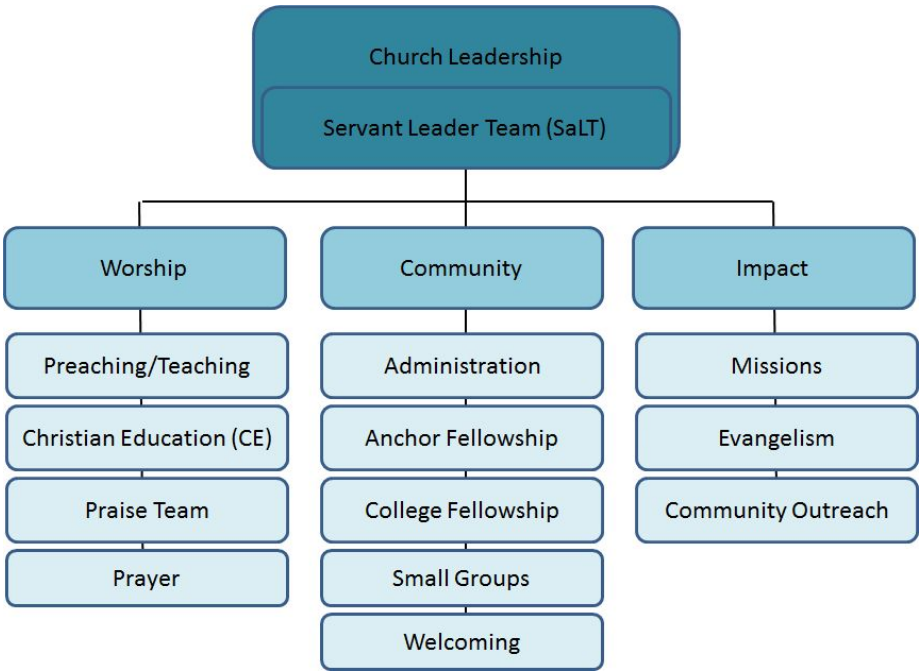 Church Leadership
Servant Leader Team (SaLT)
Worship
Community
Impact
Preaching/Teaching
Christian Education (CE)
Praise Team
Prayer
Administration
Anchor Fellowship
College Fellowship
Small Groups
Welcoming
Missions
Evangelism
Community Outreach